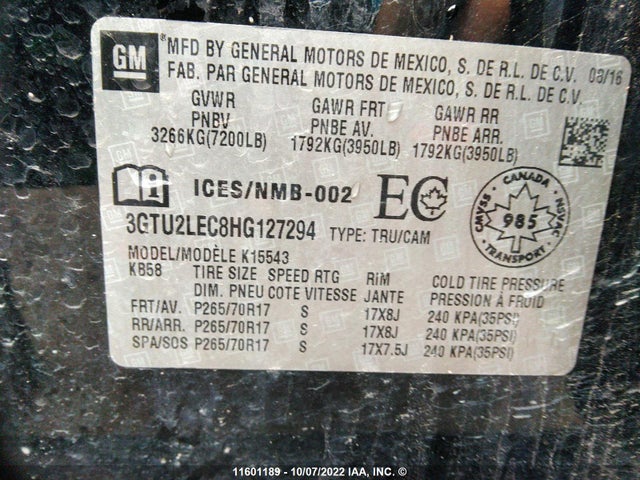 GM
MFD BY GENERAL MOTORS DE MEXICO, S. DE R.L. DE C.V. 08/16
FAB. PAR GENERAL MOTORS DE MEXICO, S. DE R.L. DE C.V.
GVWR GAWR FRT GAWR RR
PNBV PNBE AV. PNBE ARR.
3266KG(7200LB) 1792KG(3950LB) 1792KG(3950LB)
ICES/NMB-002 EC
CANADA
CMVSS 985 NSVAC
TRANSPORT
3GTU2LEC8HG127294 TYPE: TRU/CAM
MODEL/MODÈLE K15543
KB58 TIRE SIZE SPEED RTG RIM COLD TIRE PRESSURE
DIM. PNEU COTE VITESSE JANTE PRESSION À FROID
FRT/AV. P265/70R17 S 17X8J 240 KPA(35PSI)
RR/ARR. P265/70R17 S 17X8J 240 KPA(35PSI)
SPA/SOS P265/70R17 S 17X7.5J 240 KPA(35PSI)
11601189 - 10/07/2022 IAA, INC. ©